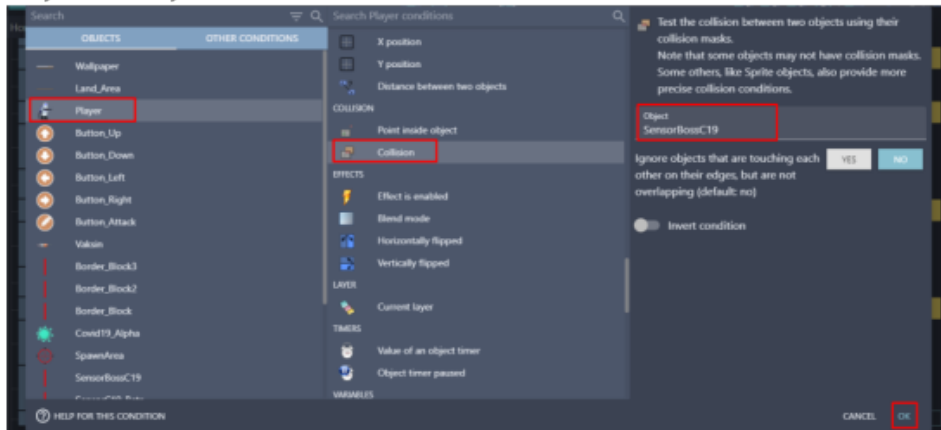 Search
OBJECTS
OTHER CONDITIONS
Wallpaper
Land_Area
Player
Button_Up
Button_Down
Button_Left
Button_Right
Button_Attack
Vaksin
Border_Block3
Border_Block2
Border_Block
Covid19_Alpha
SpawnArea
SensorBossC19
HELP FOR THIS CONDITION
Search Player conditions
X position
Y position
Distance between two objects
COLLISION
Point inside object
Collision
EFFECTS
Effect is enabled
Blend mode
Horizontally flipped
Vertically flipped
LAYER
Current layer
TIMERS
Value of an object timer
Object timer paused
VARIABLES
Test the collision between two objects using their
collision masks.
Note that some objects may not have collision masks.
Some others, like Sprite objects, also provide more
precise collision conditions.
Object
SensorBossC19
Ignore objects that are touching each
other on their edges, but are not
overlapping (default: no)
YES
NO
Invert condition
CANCEL
OK